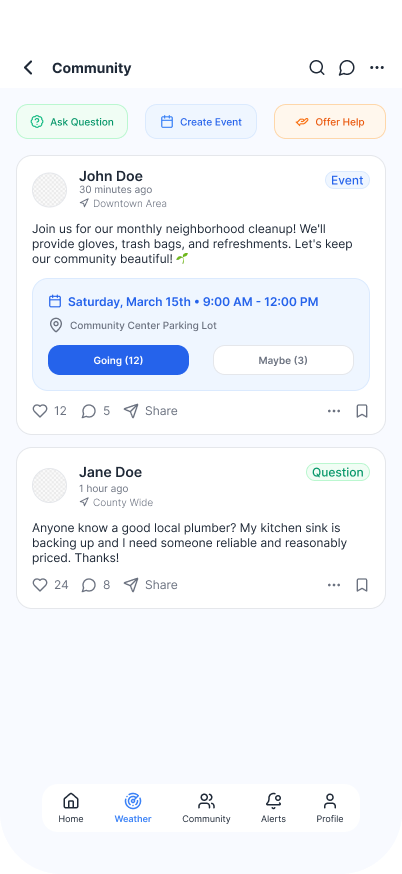 Community
Ask Question
Create Event
Offer Help
John Doe
Event
30 minutes ago
Downtown Area
Join us for our monthly neighborhood cleanup! We'll
provide gloves, trash bags, and refreshments. Let's keep
our community beautiful! 🌱
Saturday, March 15th • 9:00 AM - 12:00 PM
Community Center Parking Lot
Going (12)
Maybe (3)
12
5
Share
Jane Doe
Question
1 hour ago
County Wide
Anyone know a good local plumber? My kitchen sink is
backing up and I need someone reliable and reasonably
priced. Thanks!
24
8
Share
Home
Weather
Community
Alerts
Profile